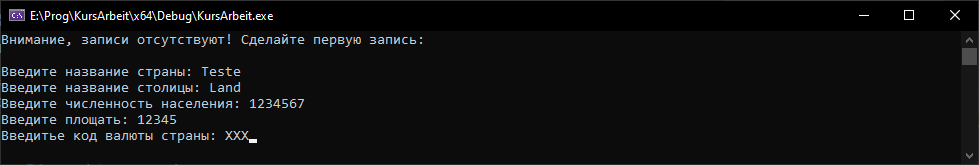 E:\Prog\KursArbeit\x64\Debug\KursArbeit.exe
Внимание, записи отсутствуют! Сделайте первую запись:
Введите название страны: Teste
Введите название столицы: Land
Введите численность населения: 1234567
Введите площать: 12345
Введитье код валюты страны: XXX